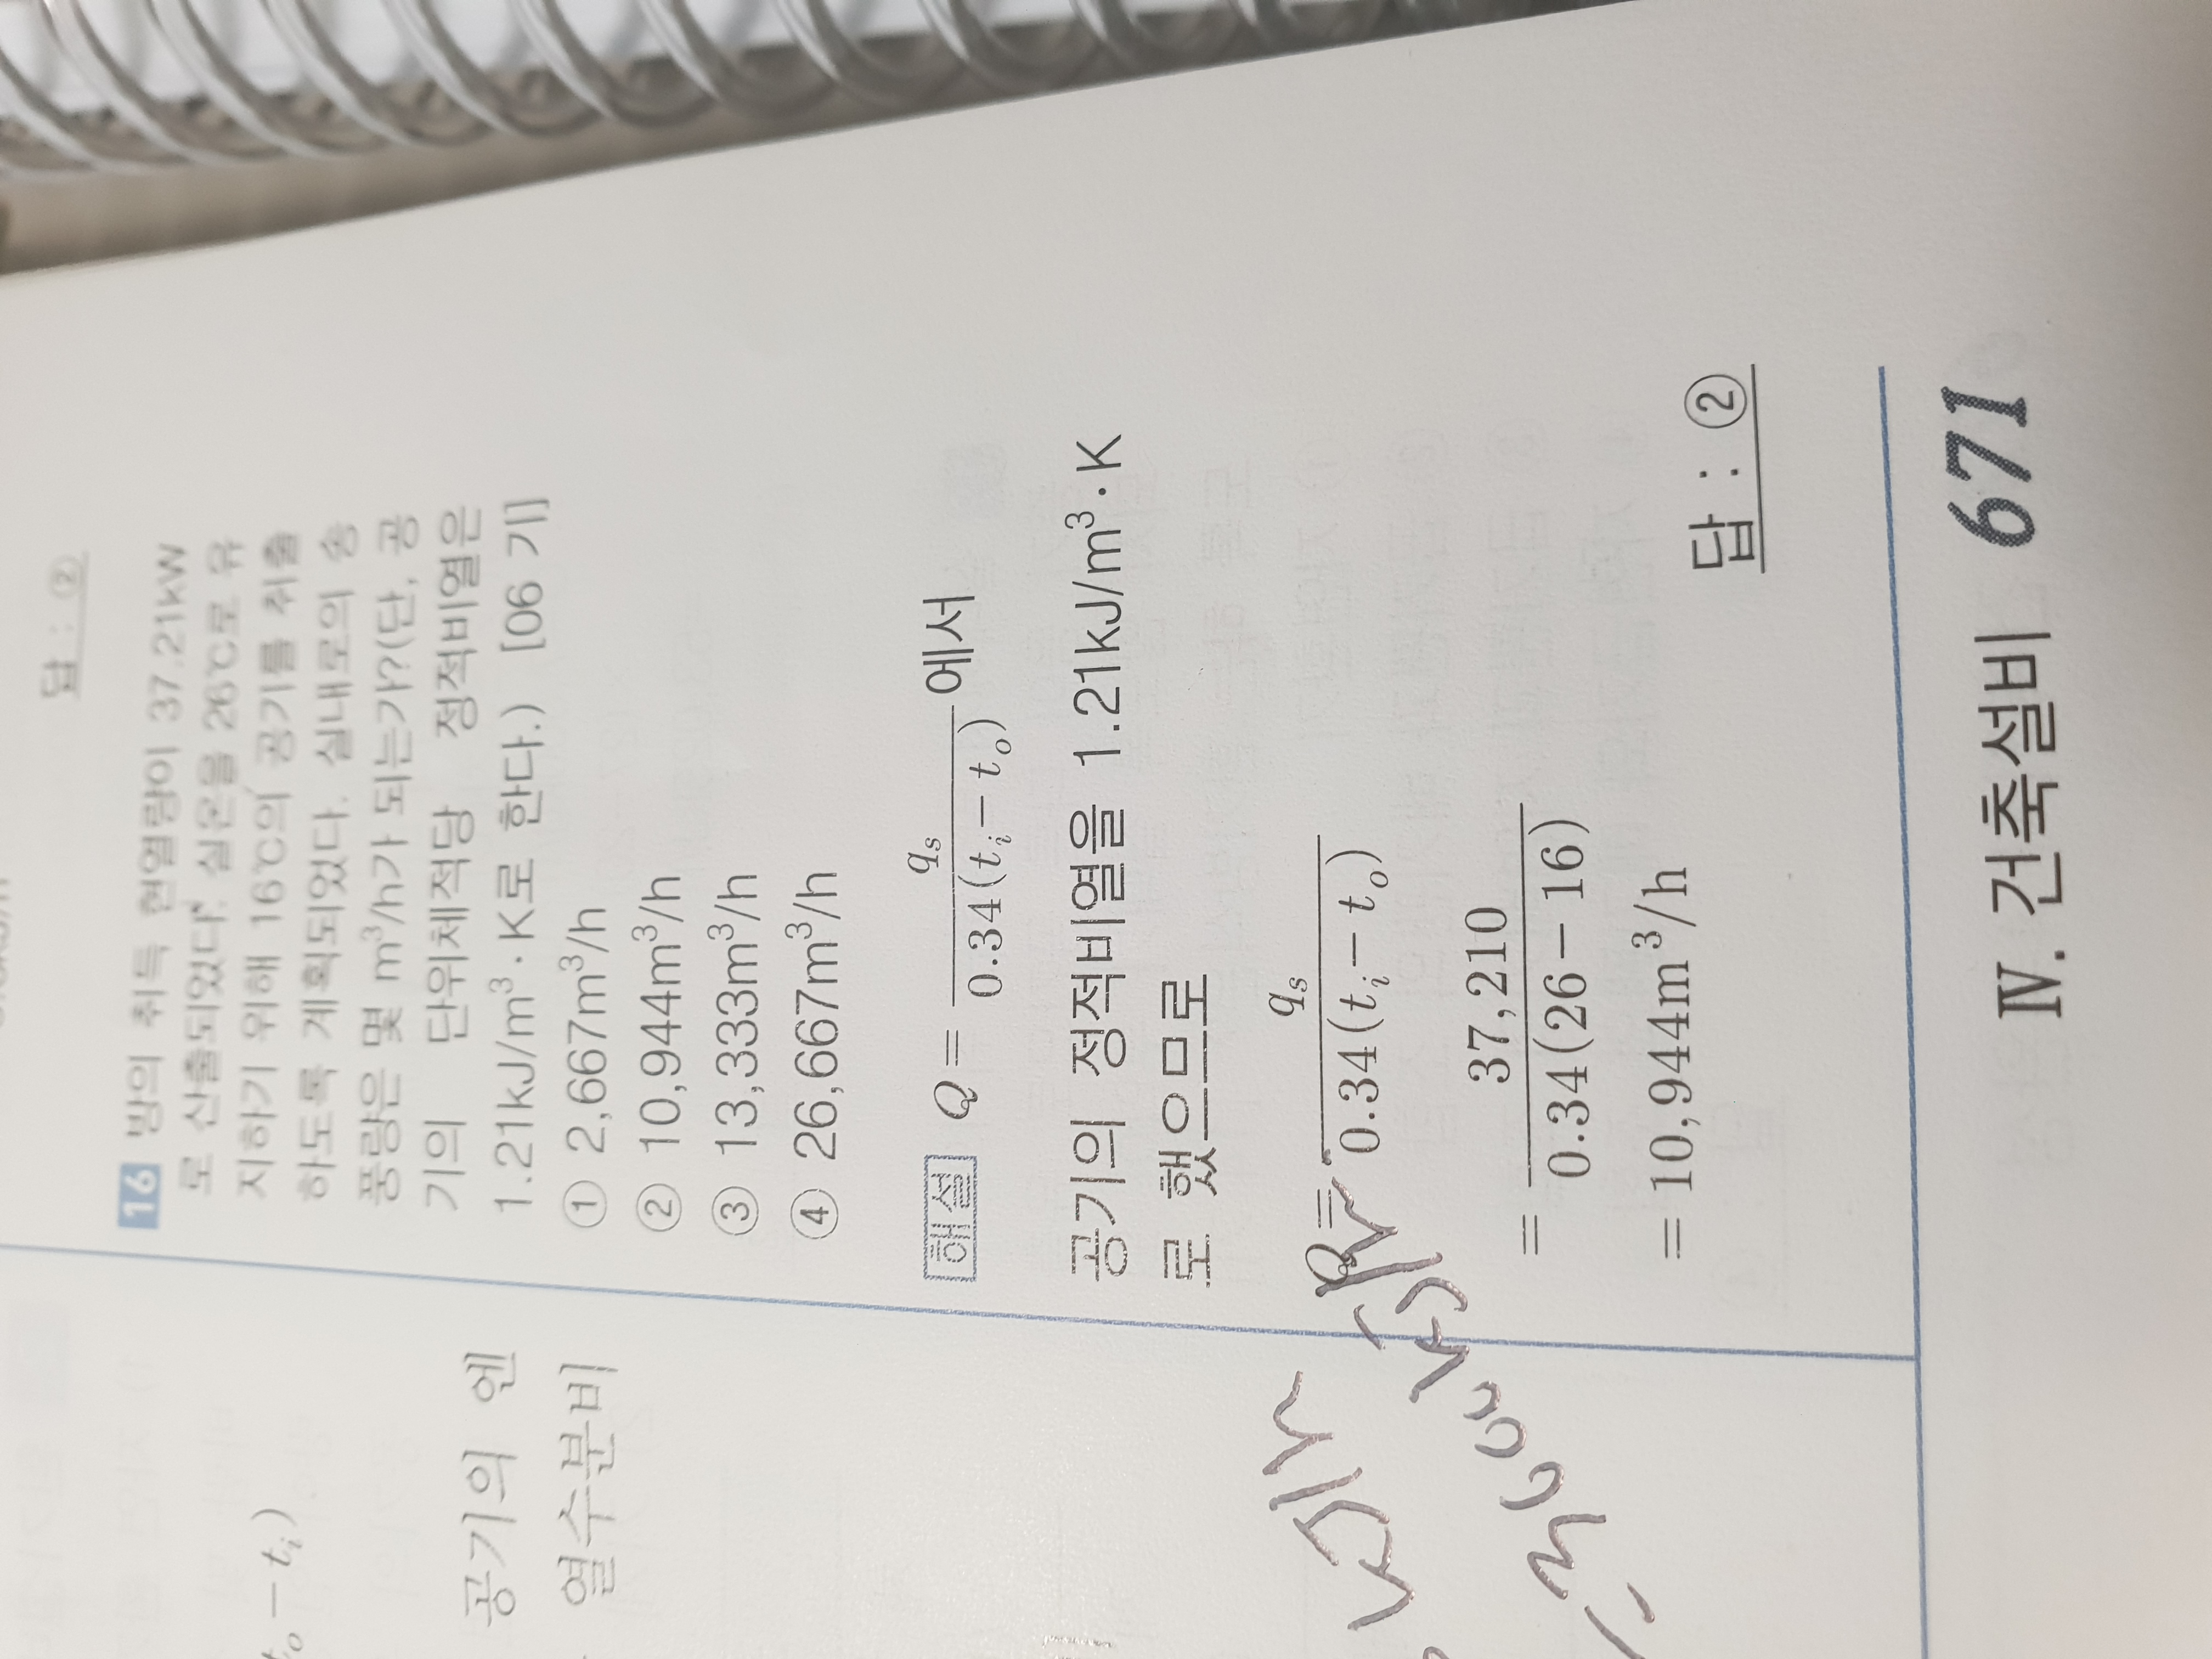 답 : ②
16 방의 취득 현열량이 37.21kW
로 산출되었다. 실온을 26℃로 유
지하기 위해 16℃의 공기를 취출
하도록 계획되었다. 실내로의 송
풍량은 몇 m³/h가 되는가?(단, 공
기의 단위체적당 정적비열은
1.21kJ/m³·K로 한다.) [06 기]
① 2,667m³/h
② 10,944m³/h
③ 13,333m³/h
④ 26,667m³/h
해설 Q = q_s / 0.34(t_i - t_o) 에서
공기의 정적비열을 1.21kJ/m³·K
로 했으므로
Q = q_s / 0.34(t_i - t_o)
= 37,210 / 0.34(26 - 16)
= 10,944m³/h
답 : ②
Ⅳ. 건축설비 671
- t_i)
공기의 엔
열수분비